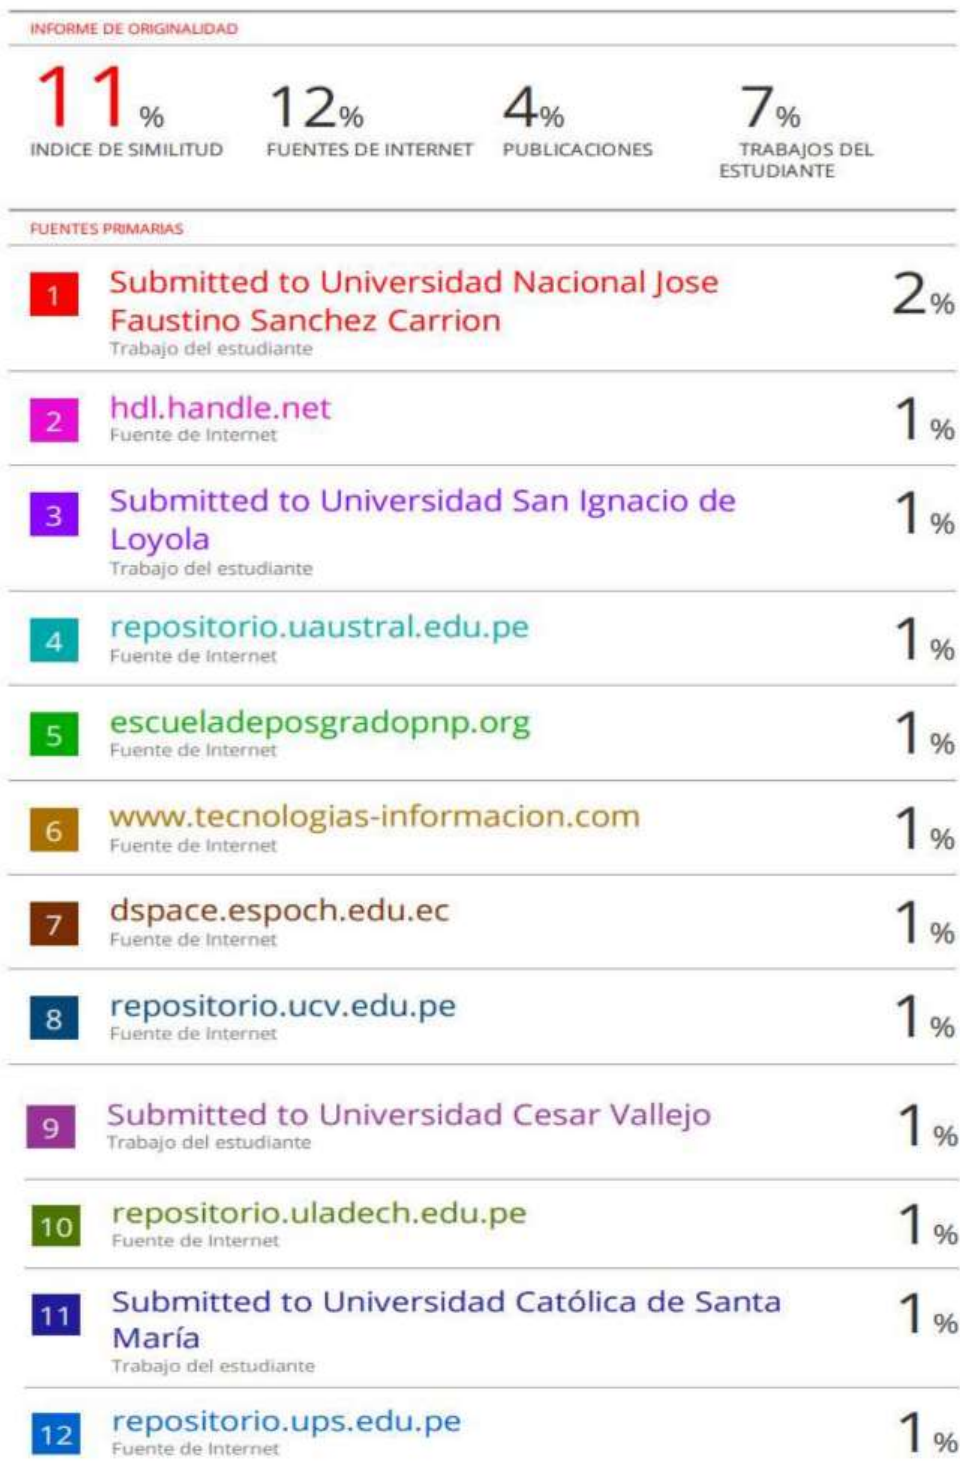 INFORME DE ORIGINALIDAD
11%
INDICE DE SIMILITUD
12%
FUENTES DE INTERNET
4%
PUBLICACIONES
7%
TRABAJOS DEL
ESTUDIANTE
FUENTES PRIMARIAS
1 Submitted to Universidad Nacional Jose 2%
Faustino Sanchez Carrion
Trabajo del estudiante
2 hdl.handle.net 1%
Fuente de Internet
3 Submitted to Universidad San Ignacio de 1%
Loyola
Trabajo del estudiante
4 repositorio.uaustral.edu.pe 1%
Fuente de Internet
5 escueladeposgradopnp.org 1%
Fuente de Internet
6 www.tecnologias-informacion.com 1%
Fuente de Internet
7 dspace.espoch.edu.ec 1%
Fuente de Internet
8 repositorio.ucv.edu.pe 1%
Fuente de Internet
9 Submitted to Universidad Cesar Vallejo 1%
Trabajo del estudiante
10 repositorio.uladech.edu.pe 1%
Fuente de Internet
11 Submitted to Universidad Católica de Santa 1%
María
Trabajo del estudiante
12 repositorio.ups.edu.pe 1%
Fuente de Internet